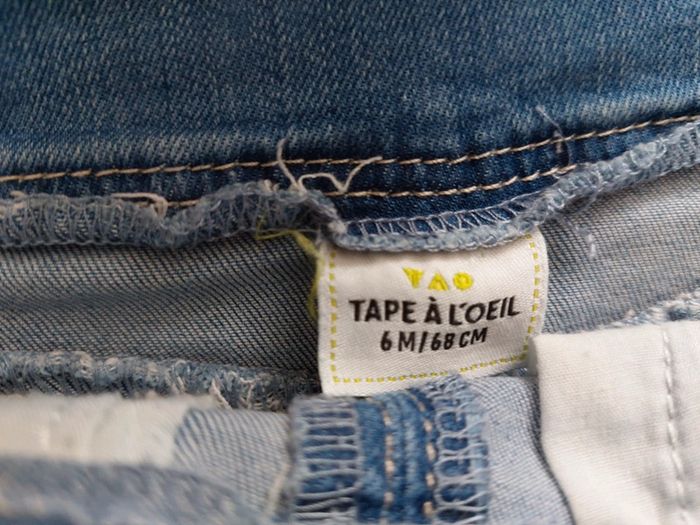 TAO
TAPE À L'OEIL
6M/68CM